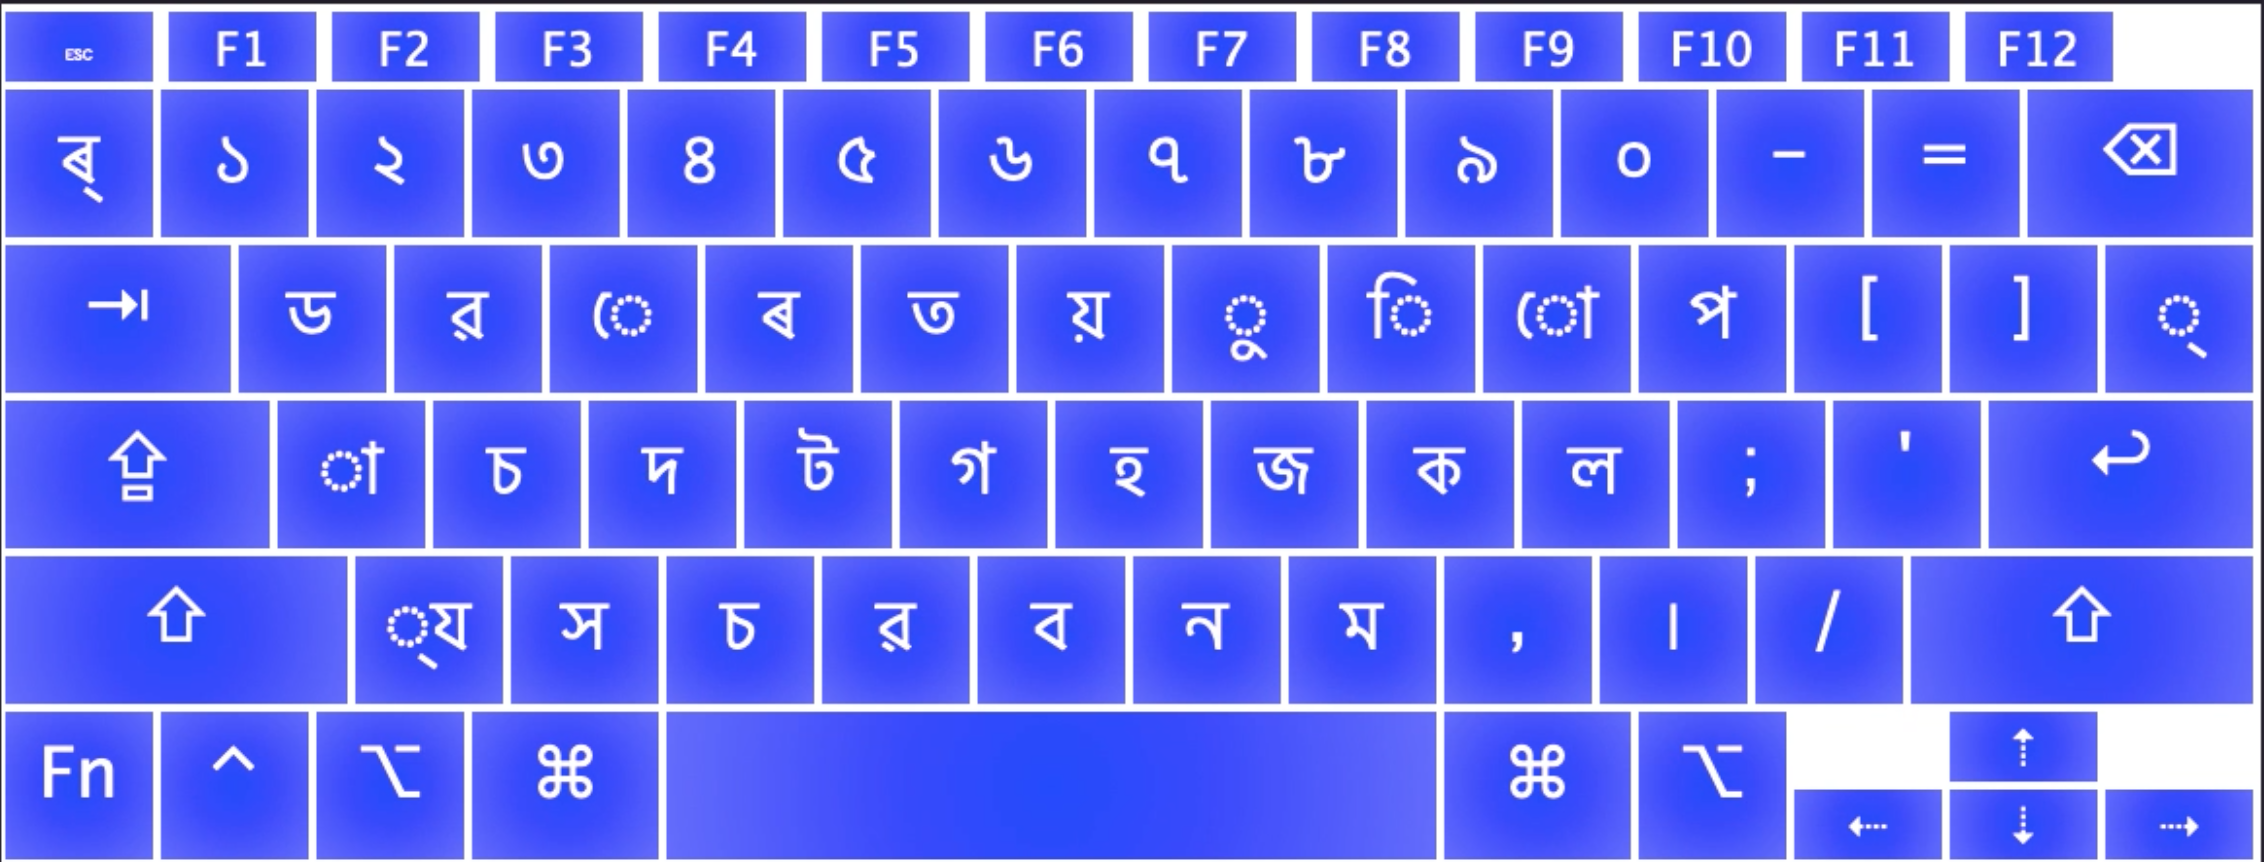 ESC F1 F2 F3 F4 F5 F6 F7 F8 F9 F10 F11 F12
ৰ্ ১ ২ ৩ ৪ ৫ ৬ ৭ ৮ ৯ ০ - = ⌫
⇥ ড ৱ ে ৰ ত য় ু ি ো প [ ] ্
⇪ া চ দ ট গ হ জ ক ল ; ' ↩
⇧ ্য স চ ৱ ব ন ম , । / ⇧
Fn ^ ⌥ ⌘ ⌘ ⌥ ⇡
⇠ ⇣ ⇢